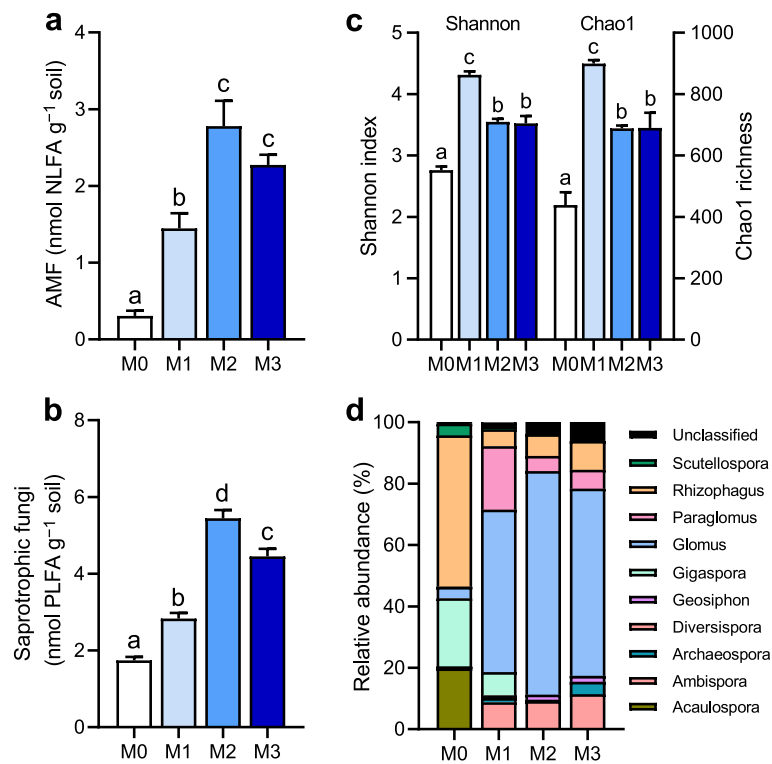 a
AMF (nmol NLFA g⁻¹ soil)
4
3
2
1
0
a
b
c
c
M0 M1 M2 M3
b
Saprotrophic fungi
(nmol PLFA g⁻¹ soil)
8
6
4
2
0
a
b
d
c
M0 M1 M2 M3
c
Shannon Chao1
Shannon index
5
4
3
2
1
0
a
c
b
b
a
c
b
b
M0 M1 M2 M3 M0 M1 M2 M3
1000
800
600
400
200
0
Chao1 richness
d
Relative abundance (%)
100
80
60
40
20
0
M0 M1 M2 M3
Unclassified
Scutellospora
Rhizophagus
Paraglomus
Glomus
Gigaspora
Geosiphon
Diversispora
Archaeospora
Ambispora
Acaulospora